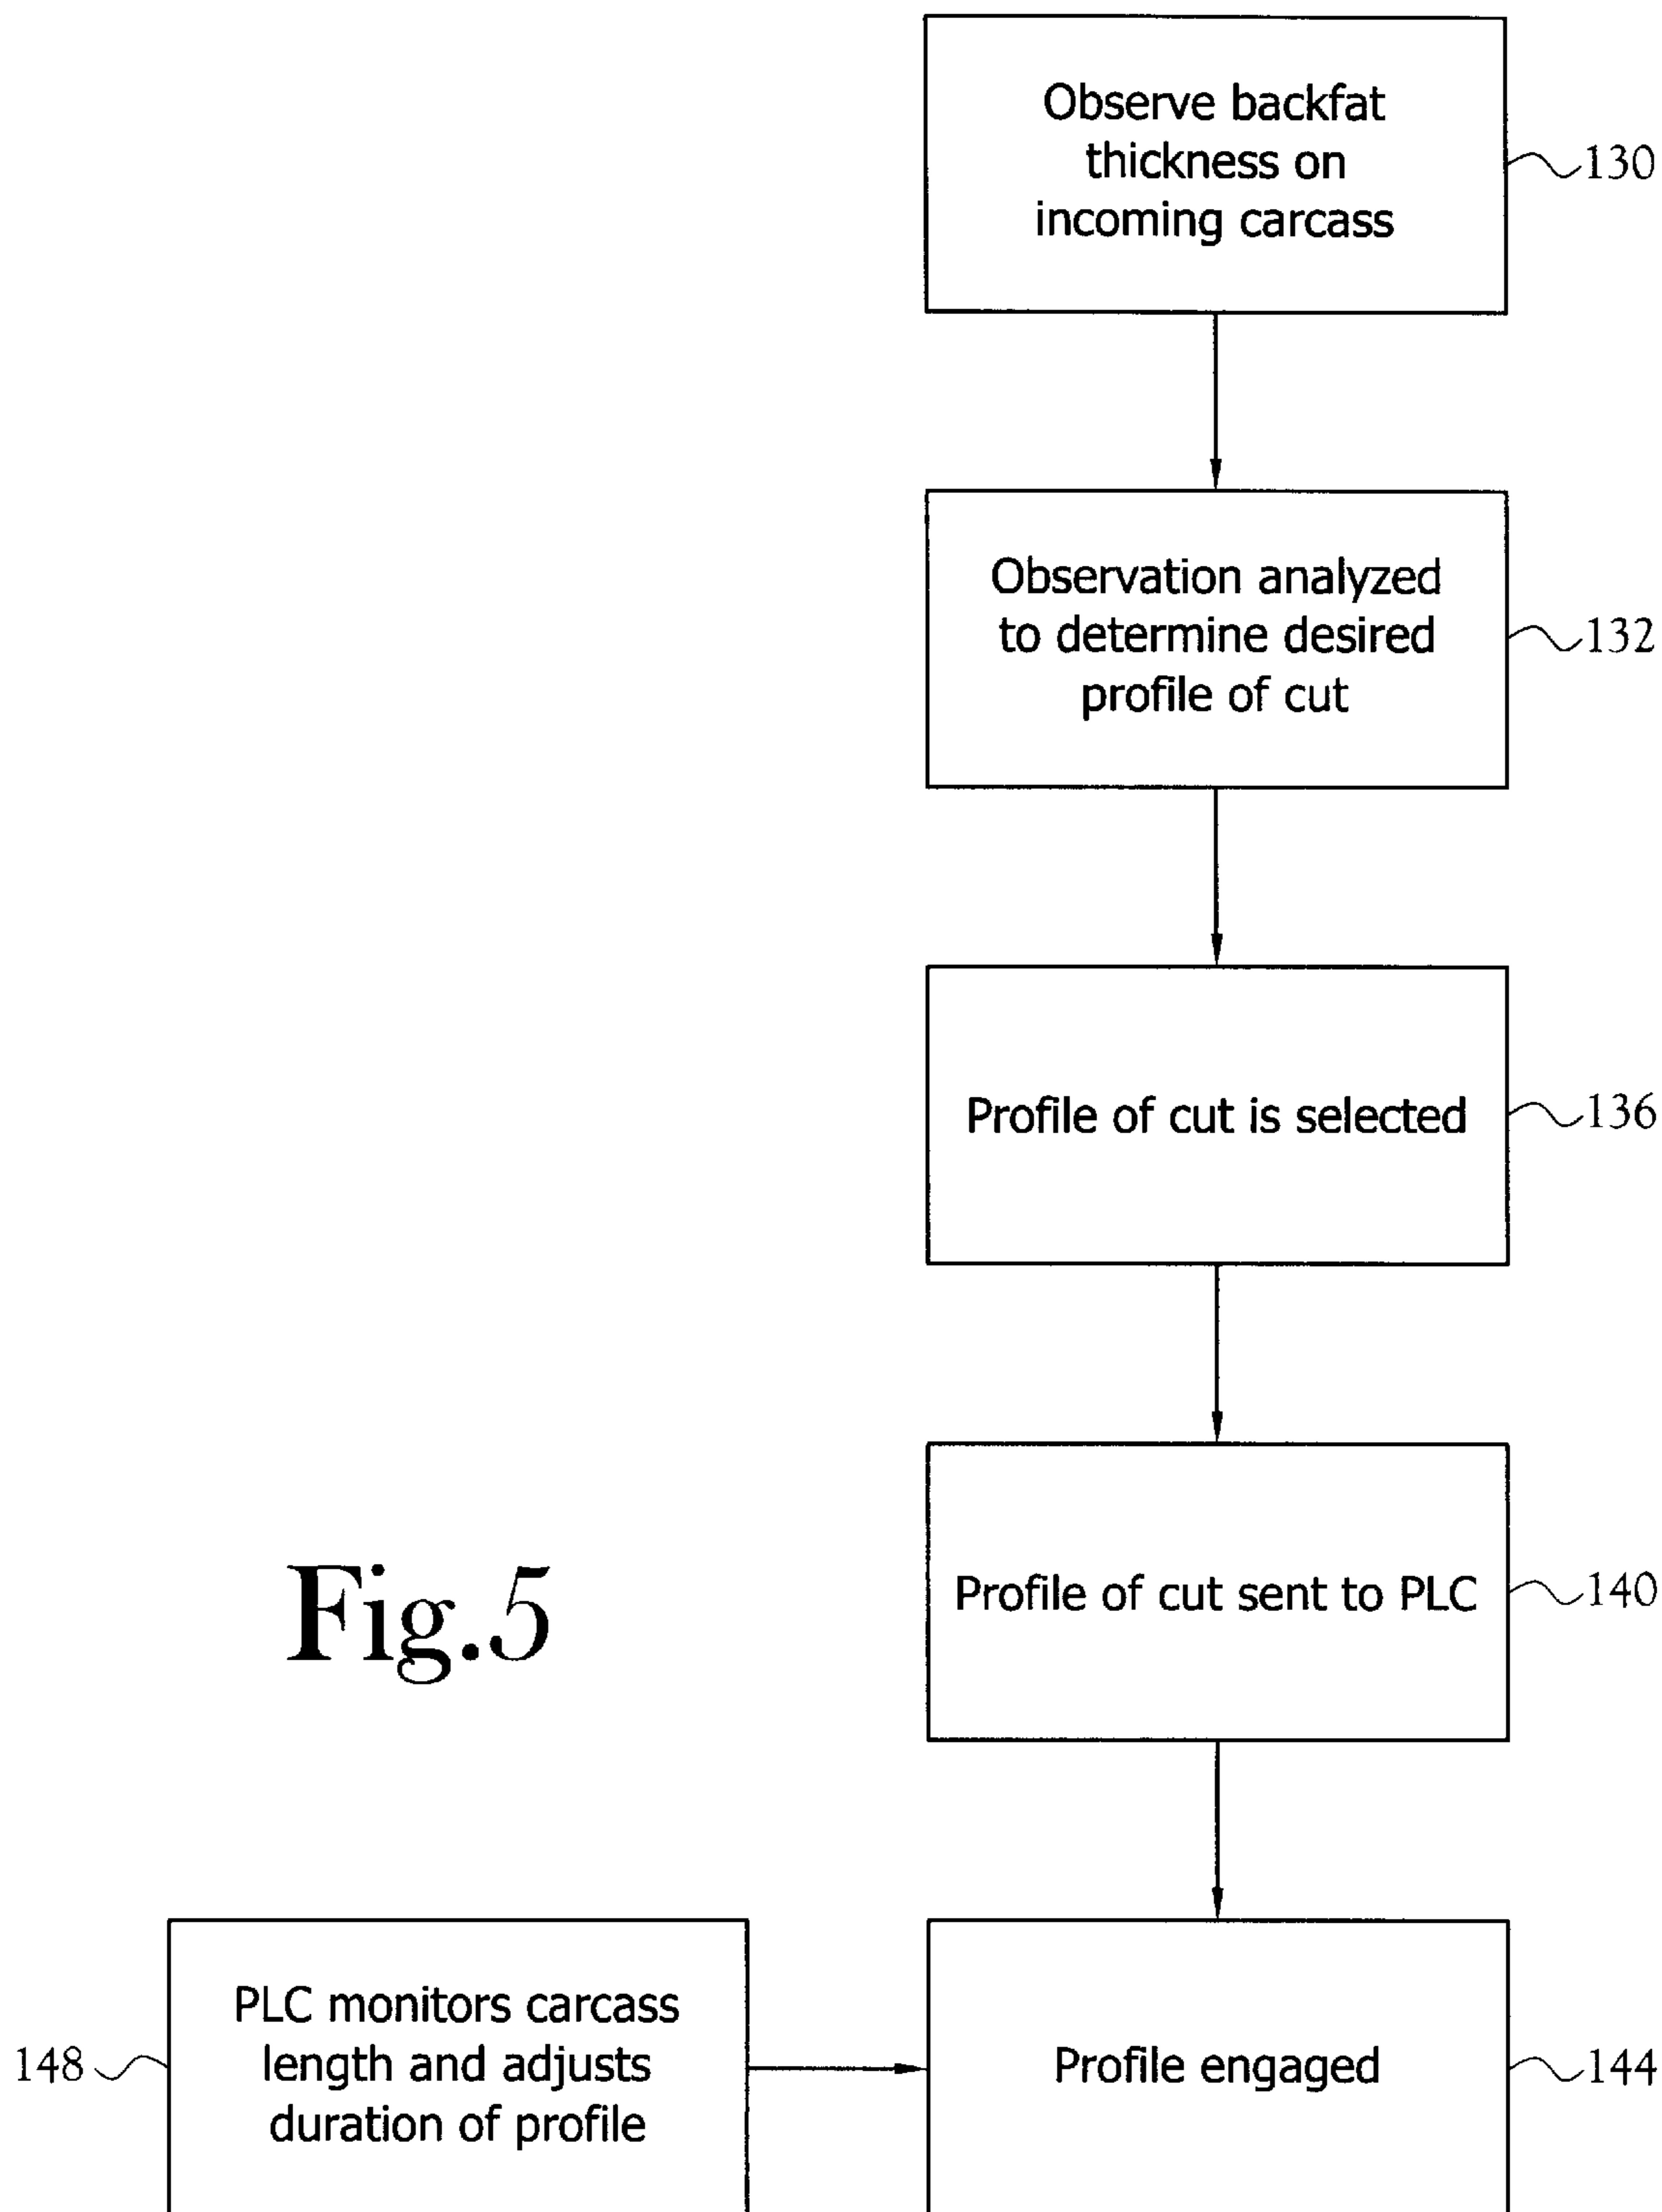 Observe backfat
thickness on
incoming carcass
130
Observation analyzed
to determine desired
profile of cut
132
Profile of cut is selected
136
Profile of cut sent to PLC
140
Fig.5
148
PLC monitors carcass
length and adjusts
duration of profile
Profile engaged
144